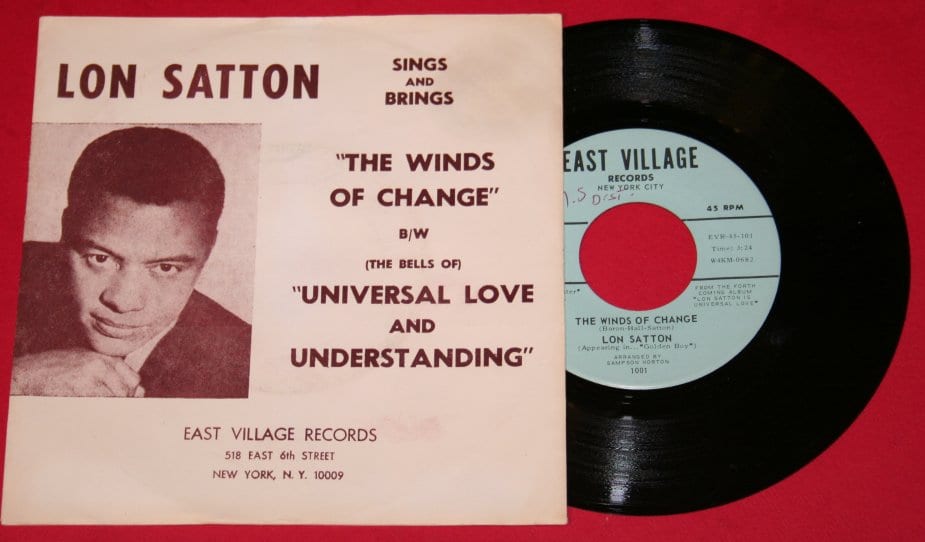 LON SATTON
SINGS
AND
BRINGS
"THE WINDS
OF CHANGE"
B/W
(THE BELLS OF)
"UNIVERSAL LOVE
AND
UNDERSTANDING"
EAST VILLAGE RECORDS
518 EAST 6th STREET
NEW YORK, N. Y. 10009
EAST VILLAGE
RECORDS
NEW YORK CITY
45 RPM
EVR-45-101
Time: 3:24
W4KM-0682
FROM THE FORTH
COMING ALBUM
"LON SATTON IS
UNIVERSAL LOVE"
THE WINDS OF CHANGE
(Baron-Hall-Satton)
LON SATTON
(Appearing in..."Golden Boy")
ARRANGED BY
SAMPSON HORTON
1001